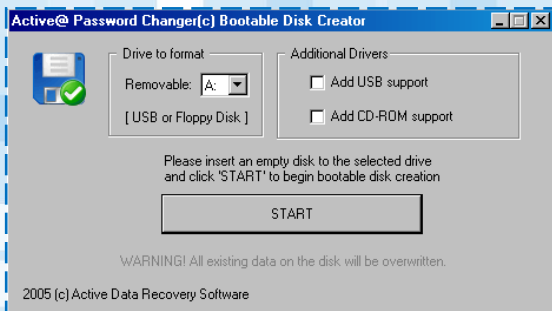 Active@ Password Changer(c) Bootable Disk Creator
Drive to format
Removable: A:
[ USB or Floppy Disk ]
Additional Drivers
Add USB support
Add CD-ROM support
Please insert an empty disk to the selected drive
and click 'START' to begin bootable disk creation
START
WARNING! All existing data on the disk will be overwritten.
2005 (c) Active Data Recovery Software